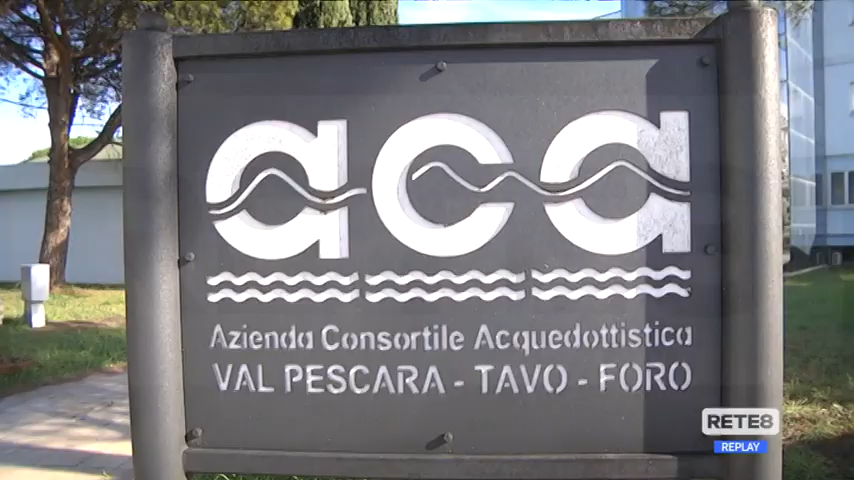 aca
Azienda Consortile Acquedottistica
VAL PESCARA - TAVO - FORO
RETE8
REPLAY